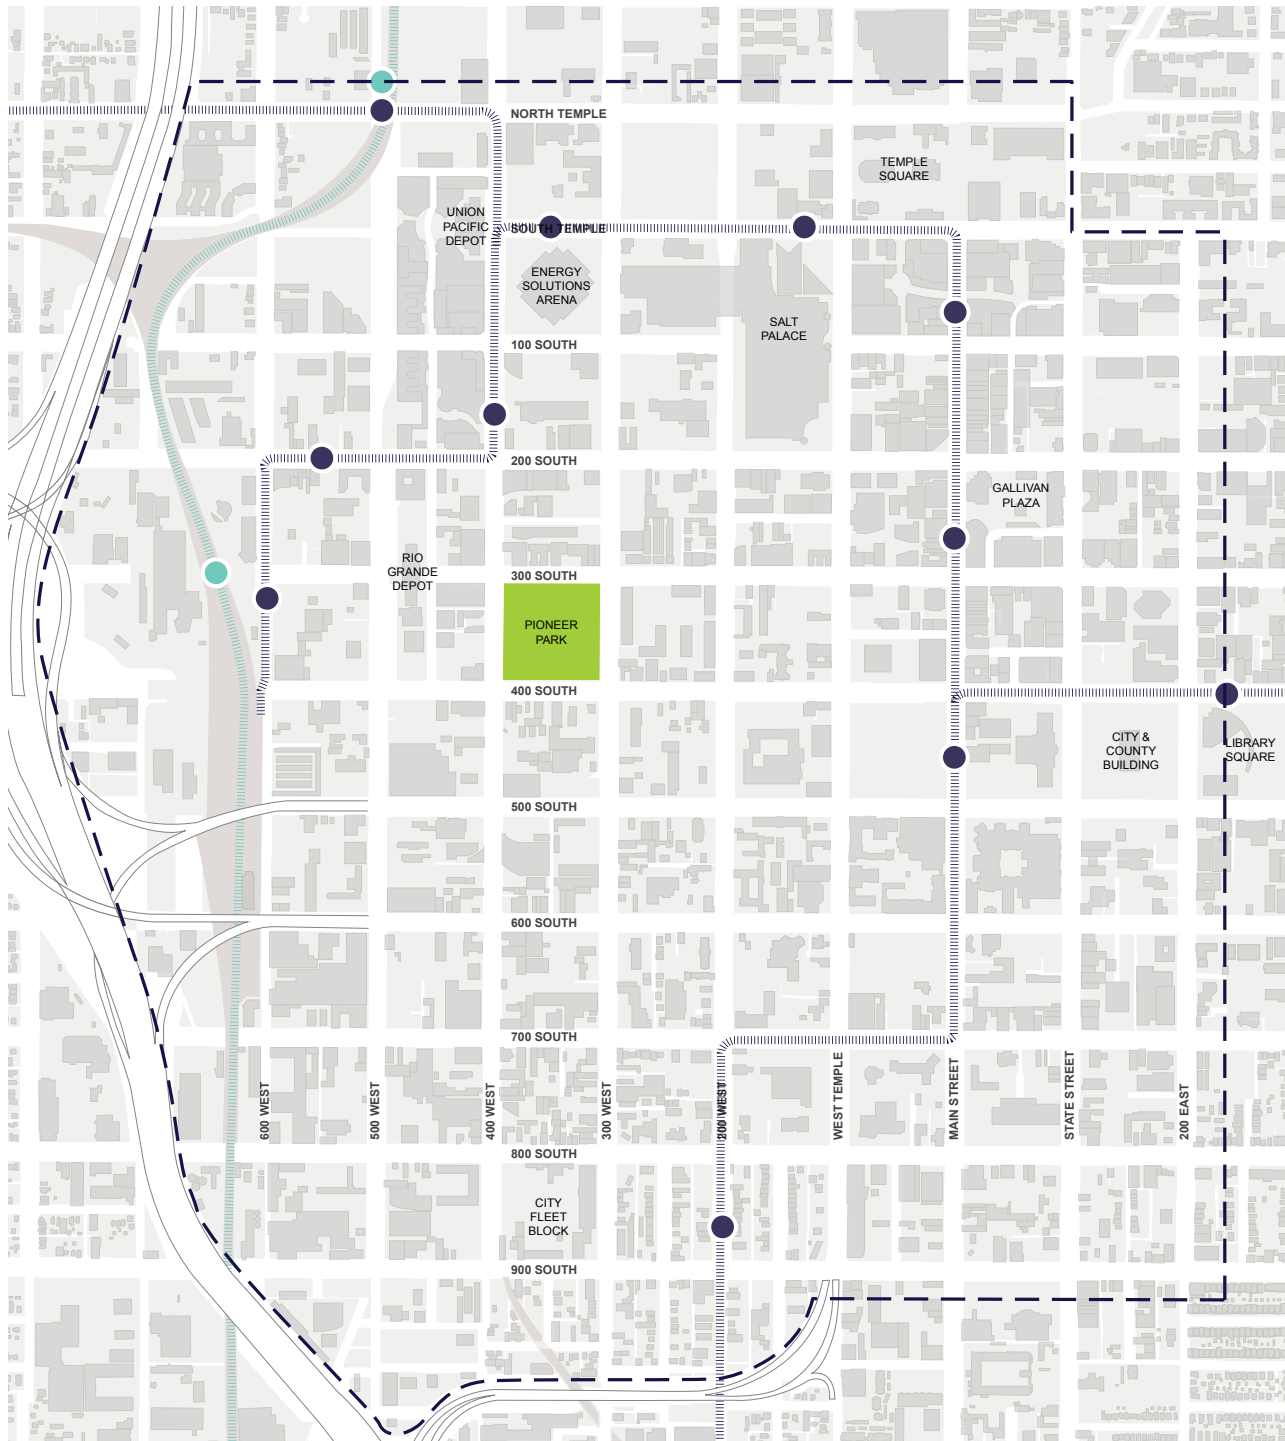 NORTH TEMPLE
TEMPLE
SQUARE
UNION
PACIFIC
DEPOT
SOUTH TEMPLE
ENERGY
SOLUTIONS
ARENA
SALT
PALACE
100 SOUTH
200 SOUTH
GALLIVAN
PLAZA
RIO
GRANDE
DEPOT
300 SOUTH
PIONEER
PARK
400 SOUTH
CITY &
COUNTY
BUILDING
LIBRARY
SQUARE
500 SOUTH
600 SOUTH
700 SOUTH
600 WEST
500 WEST
400 WEST
300 WEST
200 WEST
WEST TEMPLE
MAIN STREET
STATE STREET
200 EAST
800 SOUTH
CITY
FLEET
BLOCK
900 SOUTH